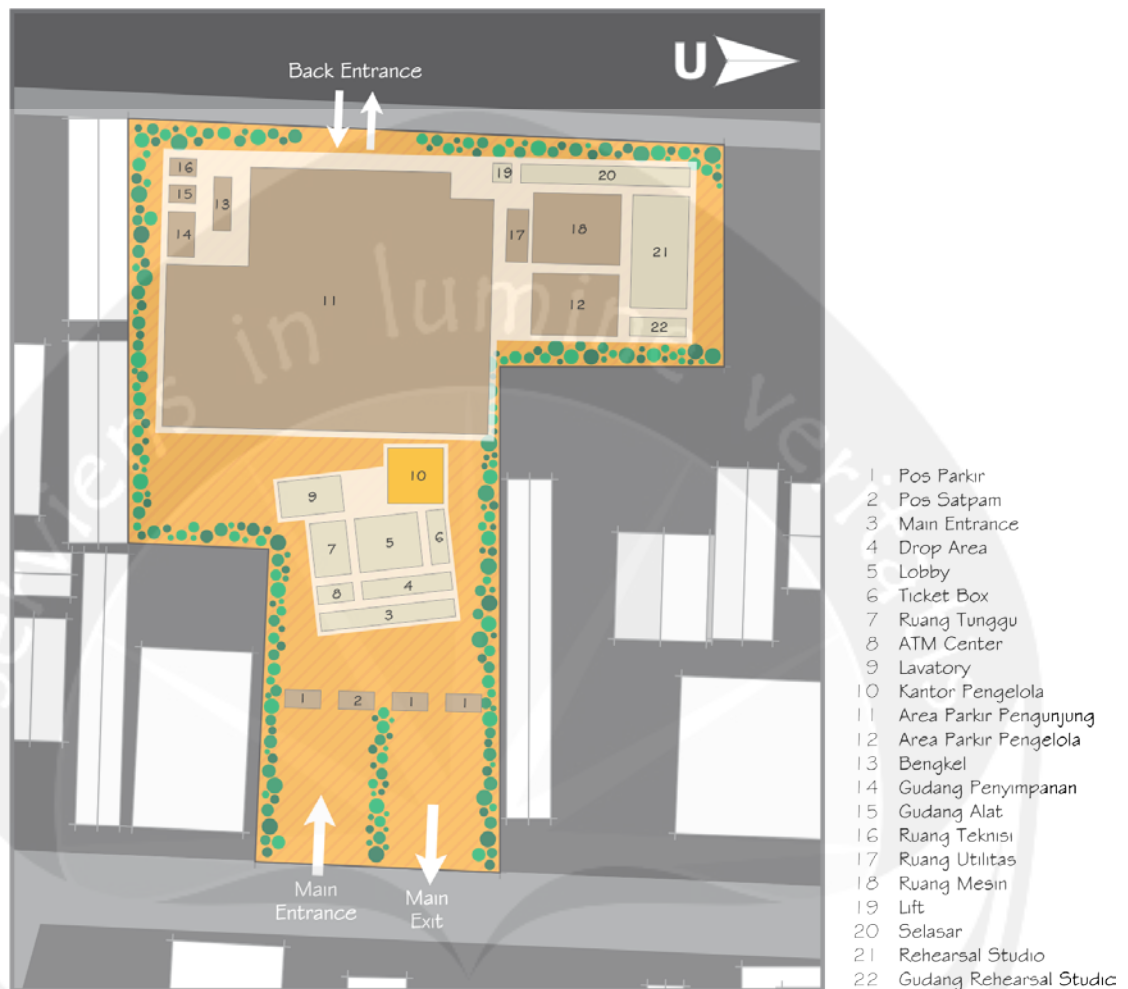 U
Back Entrance
16
19
20
15
13
14
17
18
21
11
12
22
10
9
7
5
6
8
4
3
1
2
1
1
Main
Entrance
Main
Exit
serviens in lumine veritatis
1 Pos Parkir
2 Pos Satpam
3 Main Entrance
4 Drop Area
5 Lobby
6 Ticket Box
7 Ruang Tunggu
8 ATM Center
9 Lavatory
10 Kantor Pengelola
11 Area Parkir Pengunjung
12 Area Parkir Pengelola
13 Bengkel
14 Gudang Penyimpanan
15 Gudang Alat
16 Ruang Teknisi
17 Ruang Utilitas
18 Ruang Mesin
19 Lift
20 Selasar
21 Rehearsal Studio
22 Gudang Rehearsal Studio